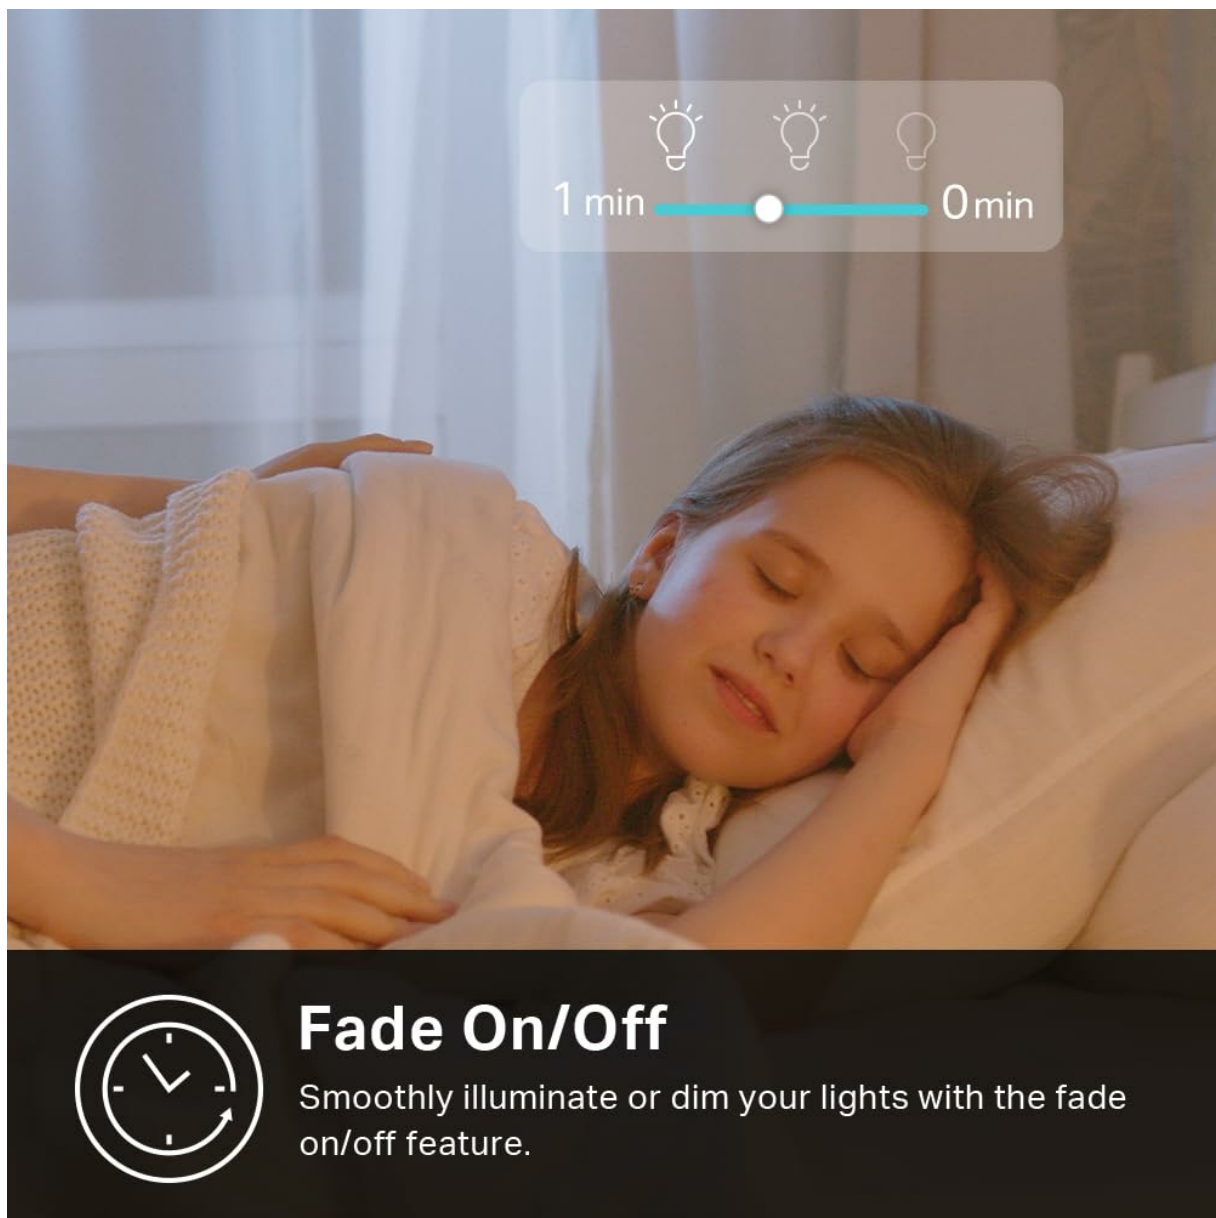 1 min 0 min
Fade On/Off
Smoothly illuminate or dim your lights with the fade
on/off feature.